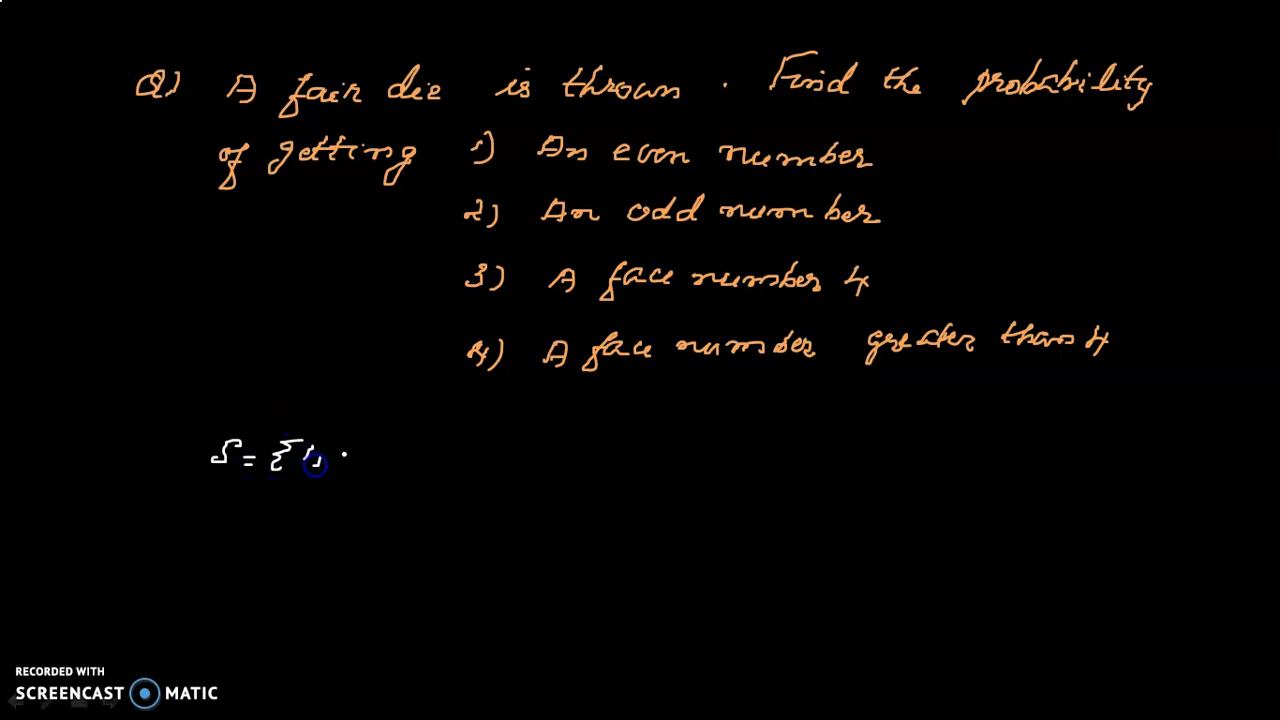 Q) A fair die is thrown. Find the probability
of getting 1) An even number
2) An odd number
3) A face number 4
4) A face number greater than 4
S = { 1,
RECORDED WITH
SCREENCAST MATIC